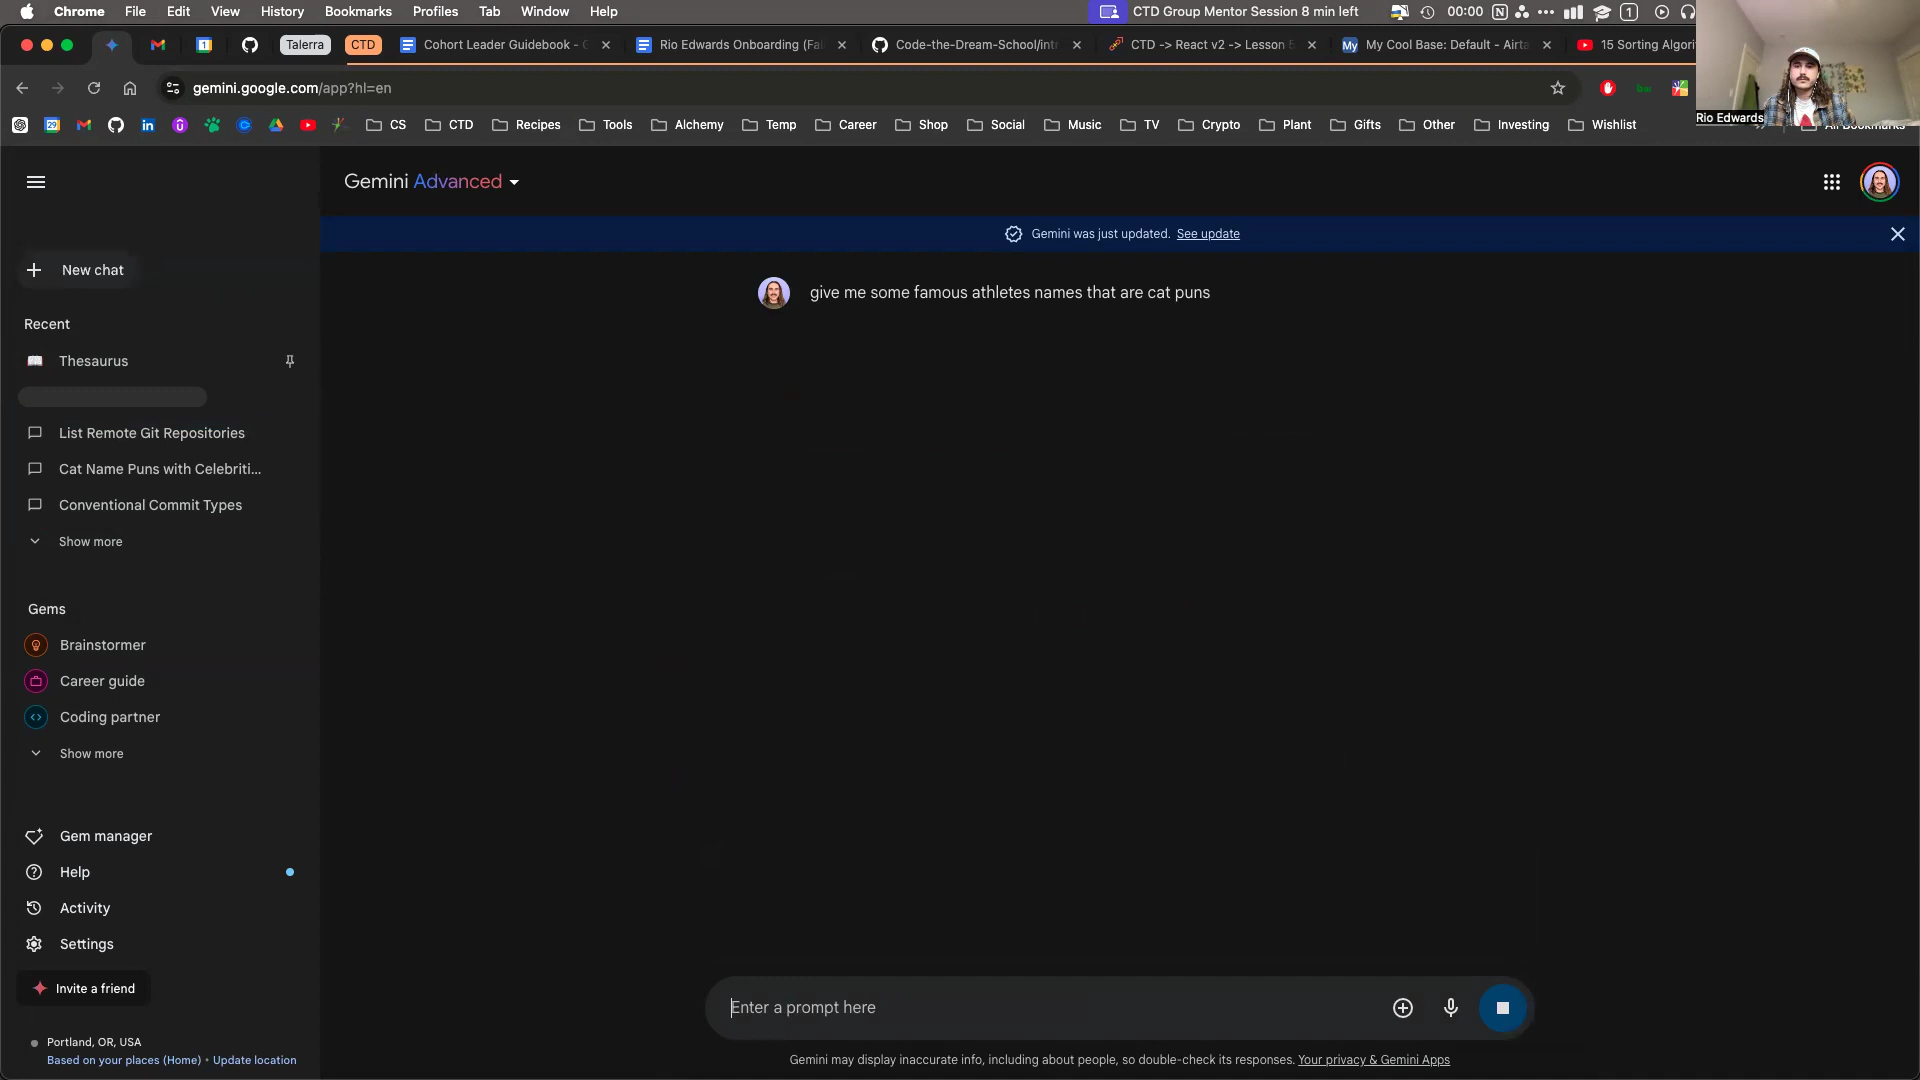 Chrome File Edit View History Bookmarks Profiles Tab Window Help
CTD Group Mentor Session 8 min left
00:00
1
Talerra
CTD
Cohort Leader Guidebook - C
Rio Edwards Onboarding (Fal
Code-the-Dream-School/intr
CTD -> React v2 -> Lesson 5
My Cool Base: Default - Airta
15 Sorting Algori
gemini.google.com/app?hl=en
CS
CTD
Recipes
Tools
Alchemy
Temp
Career
Shop
Social
Music
TV
Crypto
Plant
Gifts
Other
Investing
Wishlist
All Bookmarks
Rio Edwards
Gemini Advanced
Gemini was just updated. See update
New chat
Recent
Thesaurus
List Remote Git Repositories
Cat Name Puns with Celebriti...
Conventional Commit Types
Show more
Gems
Brainstormer
Career guide
Coding partner
Show more
Gem manager
Help
Activity
Settings
Invite a friend
Portland, OR, USA
Based on your places (Home) • Update location
give me some famous athletes names that are cat puns
Enter a prompt here
Gemini may display inaccurate info, including about people, so double-check its responses. Your privacy & Gemini Apps